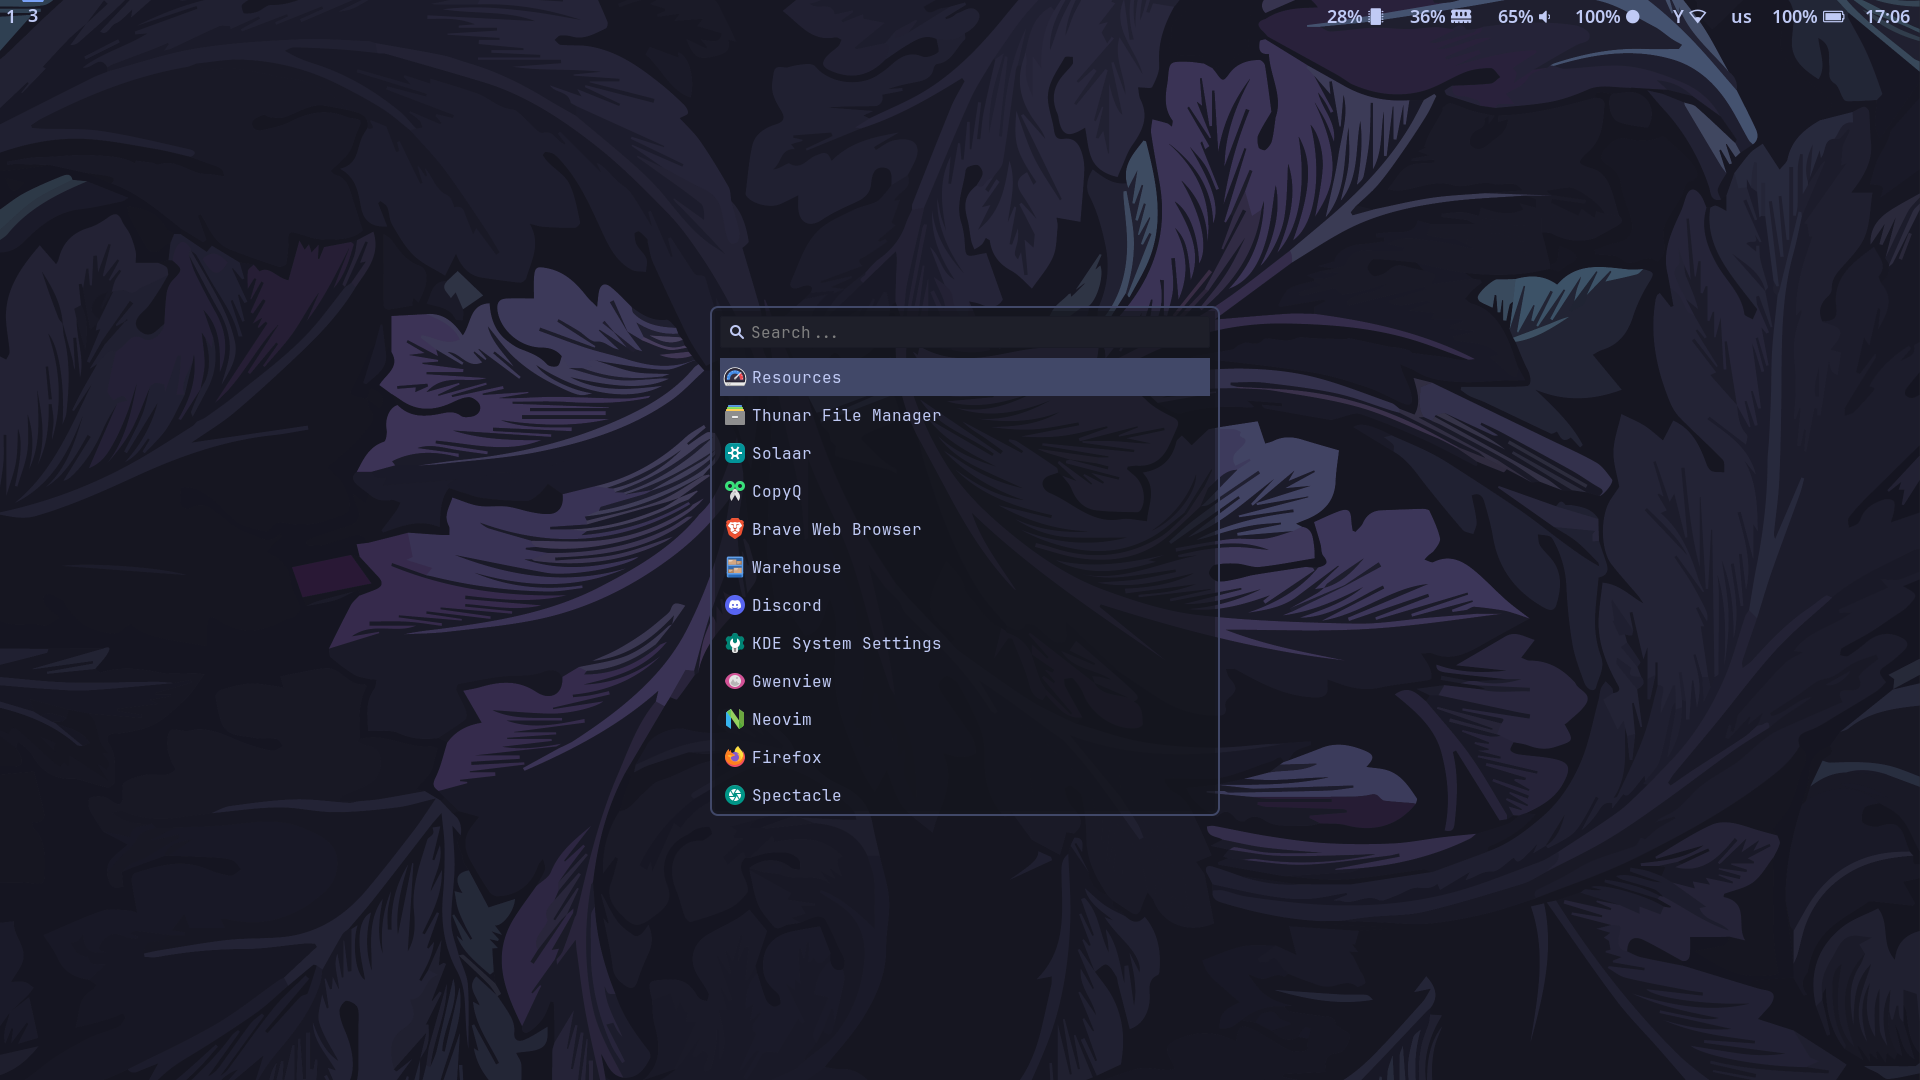 1 3 28% 36% 65% 100% Y us 100% 17:06
Search...
Resources
Thunar File Manager
Solaar
CopyQ
Brave Web Browser
Warehouse
Discord
KDE System Settings
Gwenview
Neovim
Firefox
Spectacle